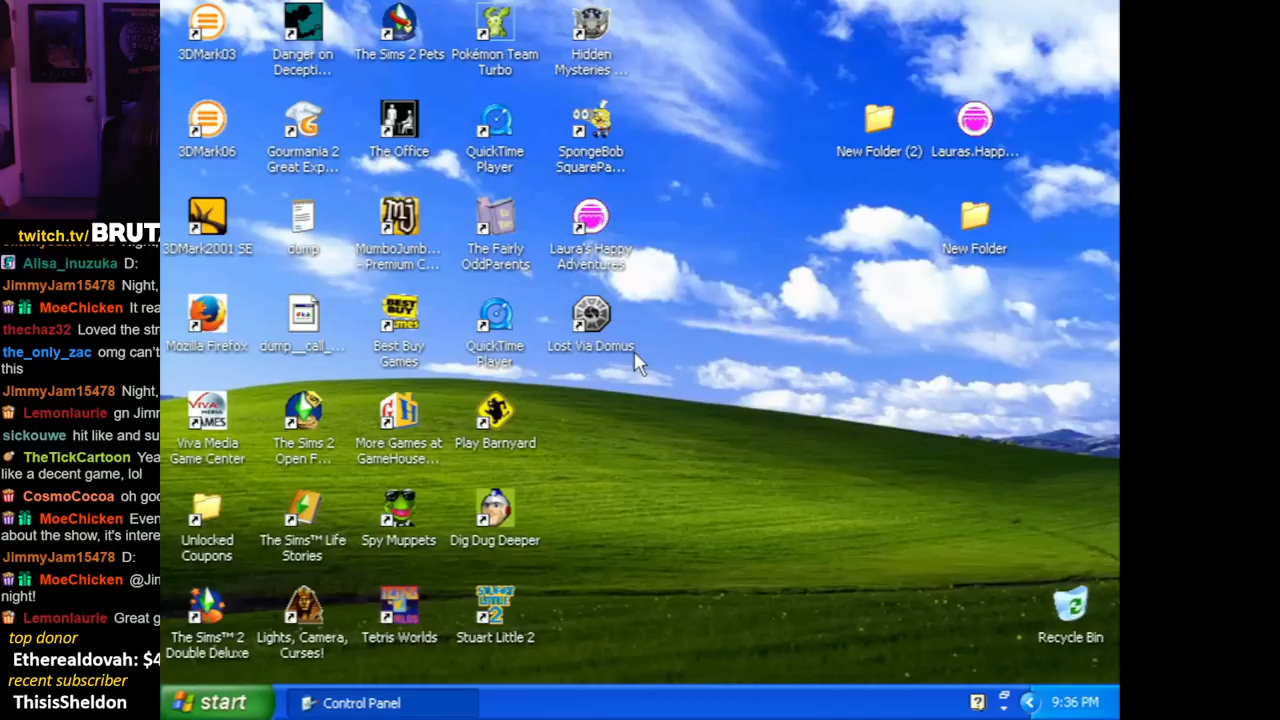 3DMark03
Danger on
Decepti...
The Sims 2 Pets
Pokémon Team
Turbo
Hidden
Mysteries ...
3DMark06
Gourmania 2
Great Exp...
The Office
QuickTime
Player
SpongeBob
SquarePa...
New Folder (2)
Lauras.Happ...
3DMark2001 SE
dump
MumboJumb...
- Premium C...
The Fairly
OddParents
Laura's Happy
Adventures
New Folder
Mozilla Firefox
dump__call_...
BEST
BUY
Best Buy
Games
QuickTime
Player
Lost Via Domus
VIVA
MEDIA
GAMES
Viva Media
Game Center
The Sims 2
Open F...
More Games at
GameHouse...
Play Barnyard
Unlocked
Coupons
The Sims™ Life
Stories
Spy Muppets
Dig Dug Deeper
The Sims™ 2
Double Deluxe
Lights, Camera,
Curses!
Tetris Worlds
Stuart Little 2
Recycle Bin
start
Control Panel
9:36 PM
twitch.tv/BRUTA
Alisa_inuzuka D:
JimmyJam15478 Night,
MoeChicken It rea
thechaz32 Loved the str
the_only_zac omg can't
this
JimmyJam15478 Night,
Lemonlaurie gn Jimr
sickouwe hit like and su
TheTickCartoon Yea
like a decent game, lol
CosmoCocoa oh goo
MoeChicken Even
about the show, it's intere
JimmyJam15478 D:
MoeChicken @Jin
night!
Lemonlaurie Great g
top donor
Etherealdovah: $4
recent subscriber
ThisisSheldon